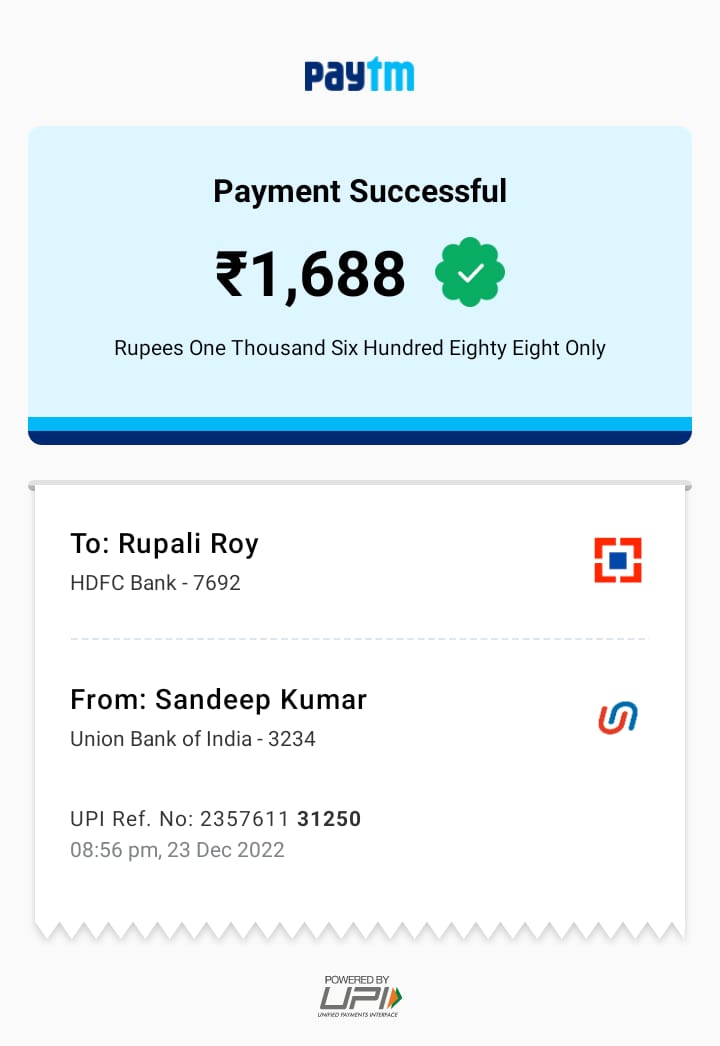 paytm
Payment Successful
₹1,688
Rupees One Thousand Six Hundred Eighty Eight Only
To: Rupali Roy
HDFC Bank - 7692
From: Sandeep Kumar
Union Bank of India - 3234
UPI Ref. No: 2357611 31250
08:56 pm, 23 Dec 2022
POWERED BY
UPI
UNIFIED PAYMENTS INTERFACE